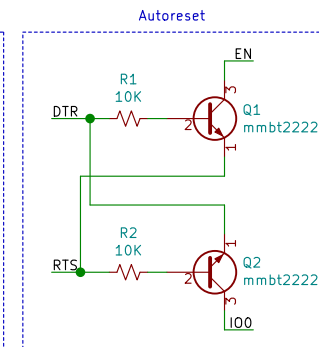 Autoreset
EN
R1
10K
DTR
3
Q1
2
mmbt2222
1
R2
10K
RTS
1
Q2
2
mmbt2222
3
IO0